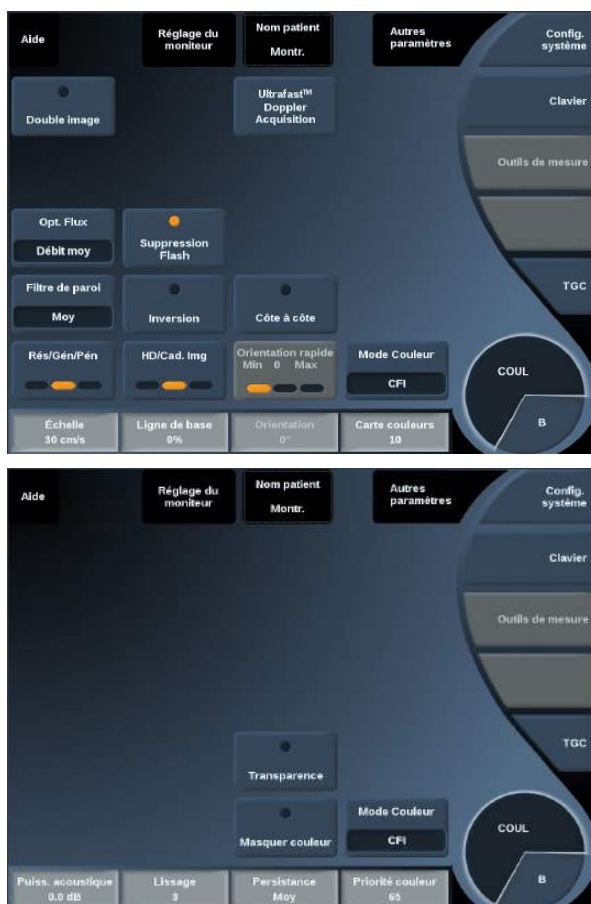 Aide
Réglage du
moniteur
Nom patient
Montr.
Autres
paramètres
Config.
système
Double image
Ultrafast™
Doppler
Acquisition
Clavier
Outils de mesure
Opt. Flux
Débit moy
Suppression
Flash
TGC
Filtre de paroi
Moy
Inversion
Côte à côte
Rés/Gén/Pén
HD/Cad. Img
Orientation rapide
Min 0 Max
Mode Couleur
CFI
COUL
B
Échelle
30 cm/s
Ligne de base
0%
Orientation
0°
Carte couleurs
10
Aide
Réglage du
moniteur
Nom patient
Montr.
Autres
paramètres
Config.
système
Clavier
Outils de mesure
TGC
Transparence
Masquer couleur
Mode Couleur
CFI
COUL
B
Puiss. acoustique
0.0 dB
Lissage
3
Persistance
Moy
Priorité couleur
65